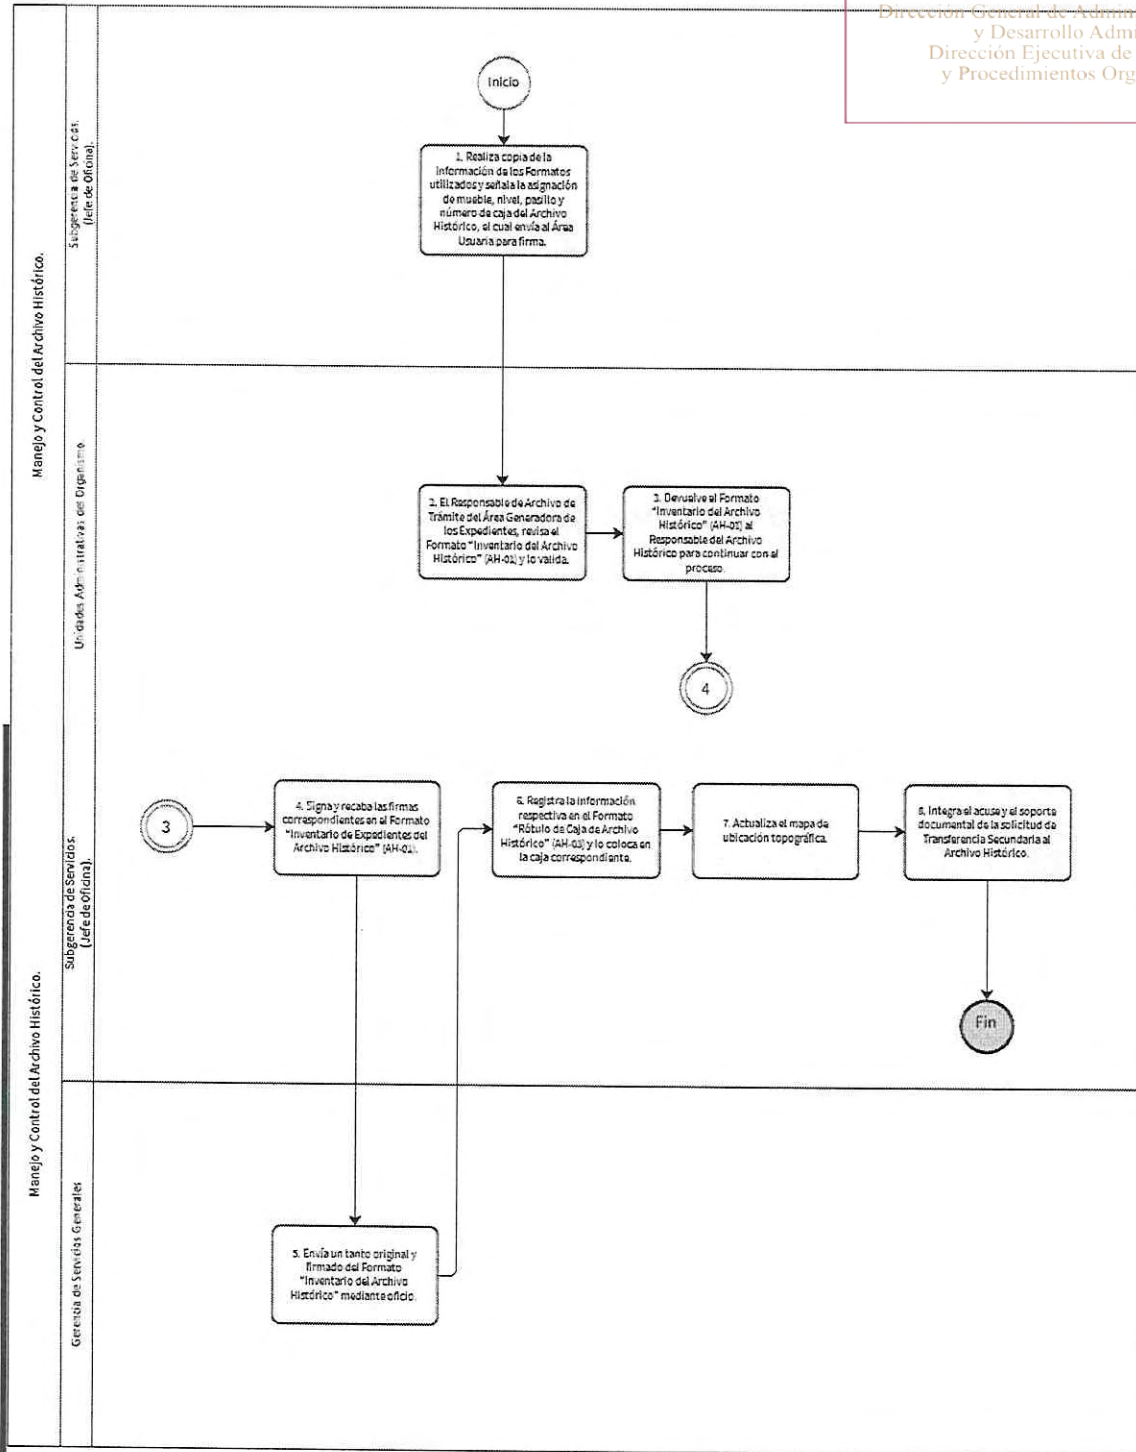 Dirección General de Admin
y Desarrollo Admi
Dirección Ejecutiva de
y Procedimientos Org
Manejo y Control del Archivo Histórico.
Subgerencia de Servicios.
(Jefe de Oficina).
Inicio
1. Realiza copia de la
Información de los Formatos
utilizados y señala la asignación
de mueble, nivel, pasillo y
número de caja del Archivo
Histórico, el cual envía al Área
Usuaria para firma.
Unidades Administrativas del Organismo.
2. El Responsable de Archivo de
Trámite del Área Generadora de
los Expedientes, revisa el
Formato "Inventario del Archivo
Histórico" (AH-01) y lo valida.
3. Devuelve el Formato
"Inventario del Archivo
Histórico" (AH-01) al
Responsable del Archivo
Histórico para continuar con el
proceso.
4
Manejo y Control del Archivo Histórico.
Subgerencia de Servicios.
(Jefe de Oficina).
3
4. Signa y recaba las firmas
correspondientes en el Formato
"Inventario de Expedientes del
Archivo Histórico" (AH-01).
6. Registra la información
respectiva en el Formato
"Rótulo de Caja de Archivo
Histórico" (AH-03) y lo coloca en
la caja correspondiente.
7. Actualiza el mapa de
ubicación topográfica.
Integra el acuse y el soporte
documental de la solicitud de
Transferencia Secundaria al
Archivo Histórico.
Fin
Gerencia de Servicios Generales
5. Envía un tanto original y
firmado del Formato
"Inventario del Archivo
Histórico" mediante oficio.